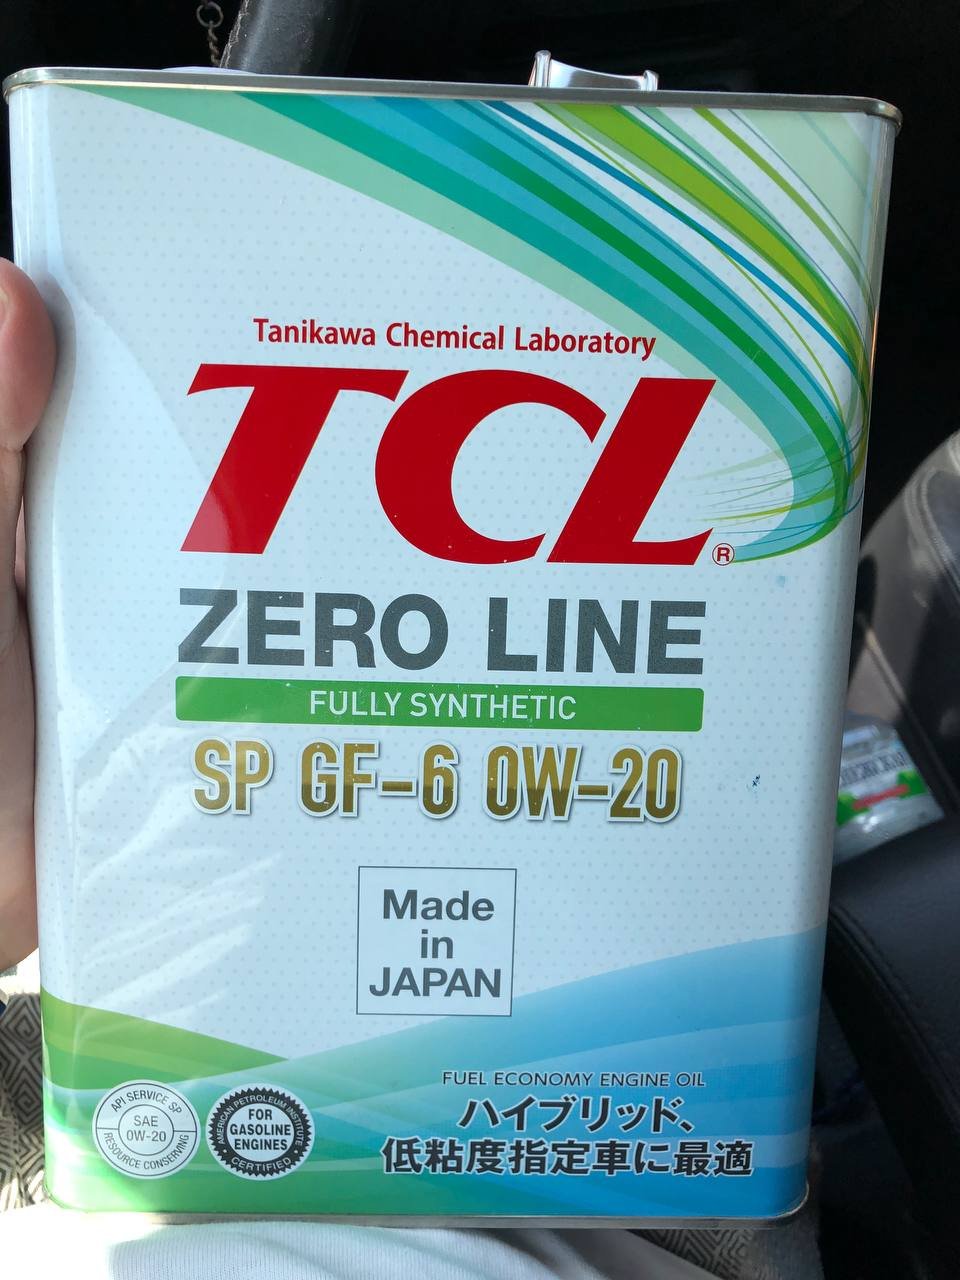 Tanikawa Chemical Laboratory
TCL®
ZERO LINE
FULLY SYNTHETIC
SP GF-6 0W-20
Made
in
JAPAN
FUEL ECONOMY ENGINE OIL
ハイブリッド、
低粘度指定車に最適
API SERVICE SP
SAE
0W-20
RESOURCE CONSERVING
AMERICAN PETROLEUM INSTITUTE
FOR
GASOLINE
ENGINES
CERTIFIED